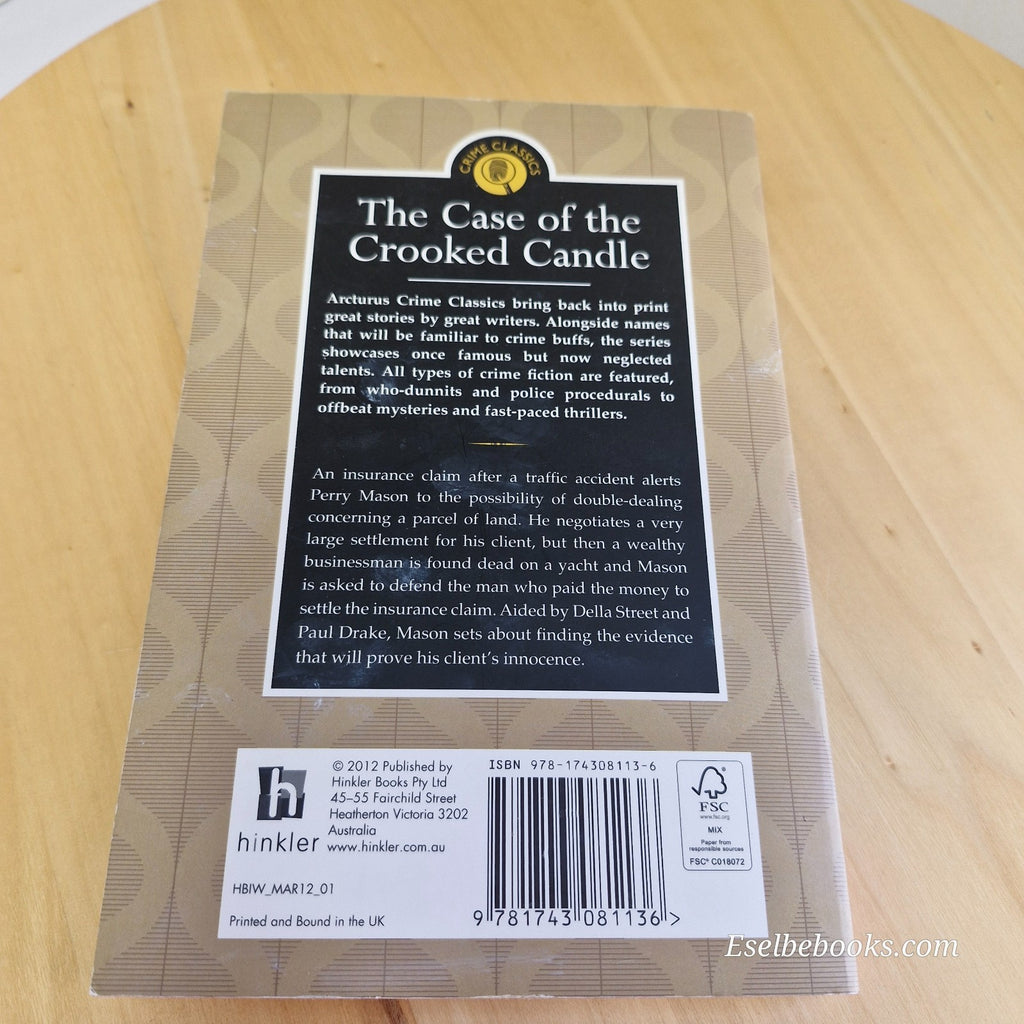 CRIME CLASSICS
The Case of the
Crooked Candle
Arcturus Crime Classics bring back into print
great stories by great writers. Alongside names
that will be familiar to crime buffs, the series
showcases once famous but now neglected
talents. All types of crime fiction are featured,
from who-dunnits and police procedurals to
offbeat mysteries and fast-paced thrillers.
An insurance claim after a traffic accident alerts
Perry Mason to the possibility of double-dealing
concerning a parcel of land. He negotiates a very
large settlement for his client, but then a wealthy
businessman is found dead on a yacht and Mason
is asked to defend the man who paid the money to
settle the insurance claim. Aided by Della Street and
Paul Drake, Mason sets about finding the evidence
that will prove his client's innocence.
h
hinkler
© 2012 Published by
Hinkler Books Pty Ltd
45–55 Fairchild Street
Heatherton Victoria 3202
Australia
www.hinkler.com.au
HBIW_MAR12_01
Printed and Bound in the UK
ISBN 978-174308113-6
9 781743 081136 >
FSC
www.fsc.org
MIX
Paper from
responsible sources
FSC® C018072
Eselbebooks.com